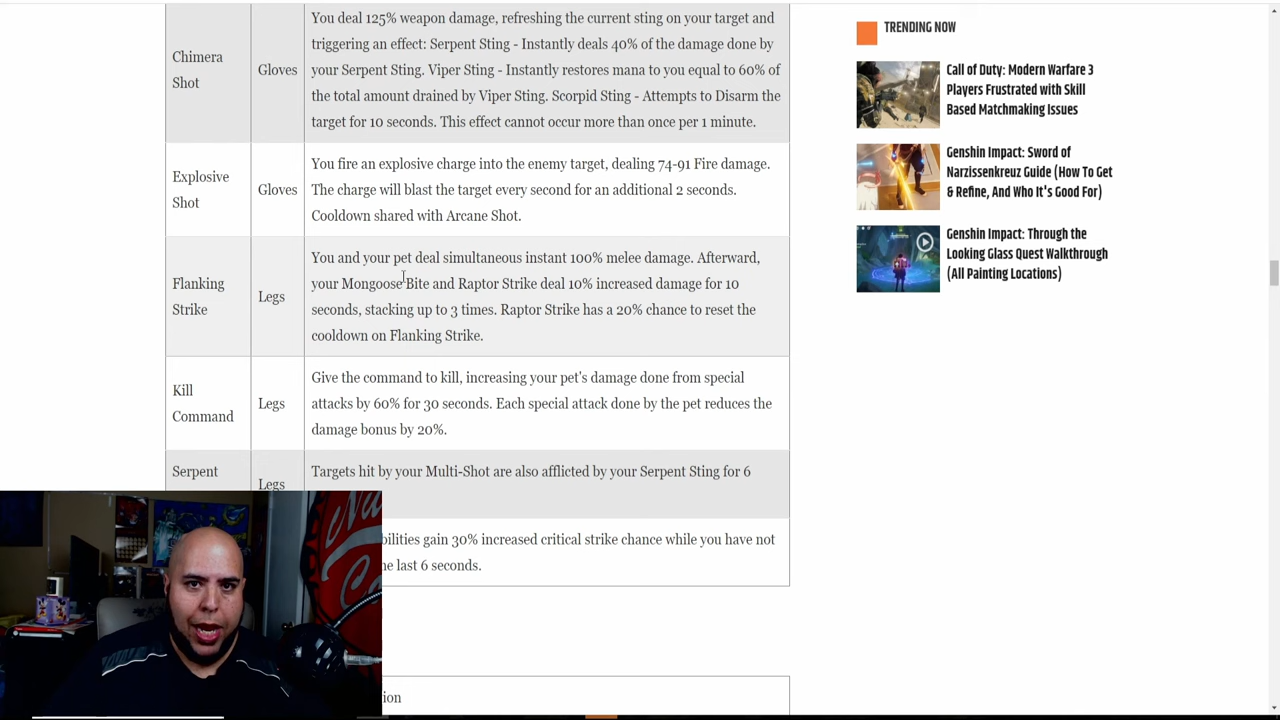 You deal 125% weapon damage, refreshing the current sting on your target and
triggering an effect: Serpent Sting - Instantly deals 40% of the damage done by
Chimera
Shot
Gloves
your Serpent Sting. Viper Sting - Instantly restores mana to you equal to 60% of
the total amount drained by Viper Sting. Scorpid Sting - Attempts to Disarm the
target for 10 seconds. This effect cannot occur more than once per 1 minute.
Explosive
Shot
Gloves
You fire an explosive charge into the enemy target, dealing 74-91 Fire damage.
The charge will blast the target every second for an additional 2 seconds.
Cooldown shared with Arcane Shot.
Flanking
Strike
Legs
You and your pet deal simultaneous instant 100% melee damage. Afterward,
your Mongoose Bite and Raptor Strike deal 10% increased damage for 10
seconds, stacking up to 3 times. Raptor Strike has a 20% chance to reset the
cooldown on Flanking Strike.
Kill
Command
Legs
Give the command to kill, increasing your pet's damage done from special
attacks by 60% for 30 seconds. Each special attack done by the pet reduces the
damage bonus by 20%.
Serpent
Legs
Targets hit by your Multi-Shot are also afflicted by your Serpent Sting for 6
bilities gain 30% increased critical strike chance while you have not
he last 6 seconds.
ion
TRENDING NOW
Call of Duty: Modern Warfare 3
Players Frustrated with Skill
Based Matchmaking Issues
Genshin Impact: Sword of
Narzissenkreuz Guide (How To Get
& Refine, And Who It's Good For)
Genshin Impact: Through the
Looking Glass Quest Walkthrough
(All Painting Locations)